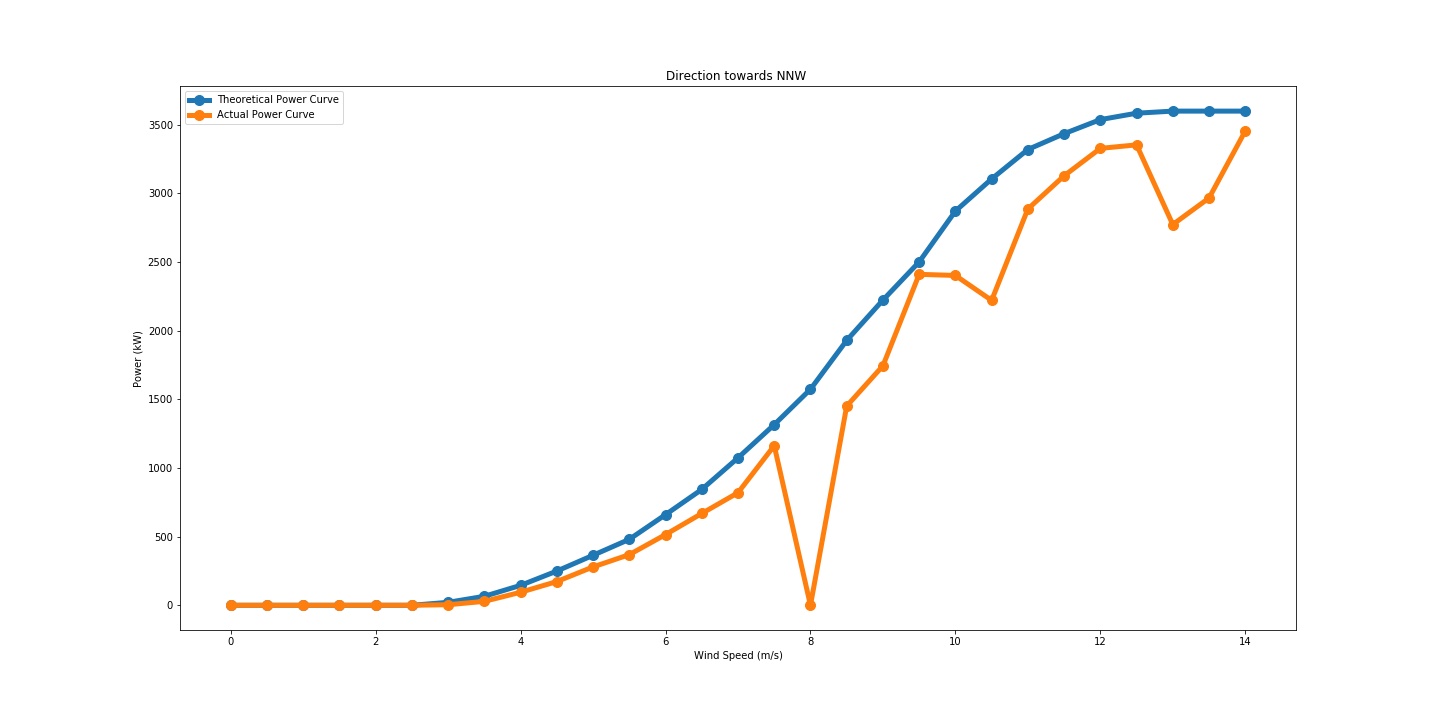 Direction towards NNW
Theoretical Power Curve
Actual Power Curve
Power (kW)
3500
3000
2500
2000
1500
1000
500
0
0 2 4 6 8 10 12 14
Wind Speed (m/s)